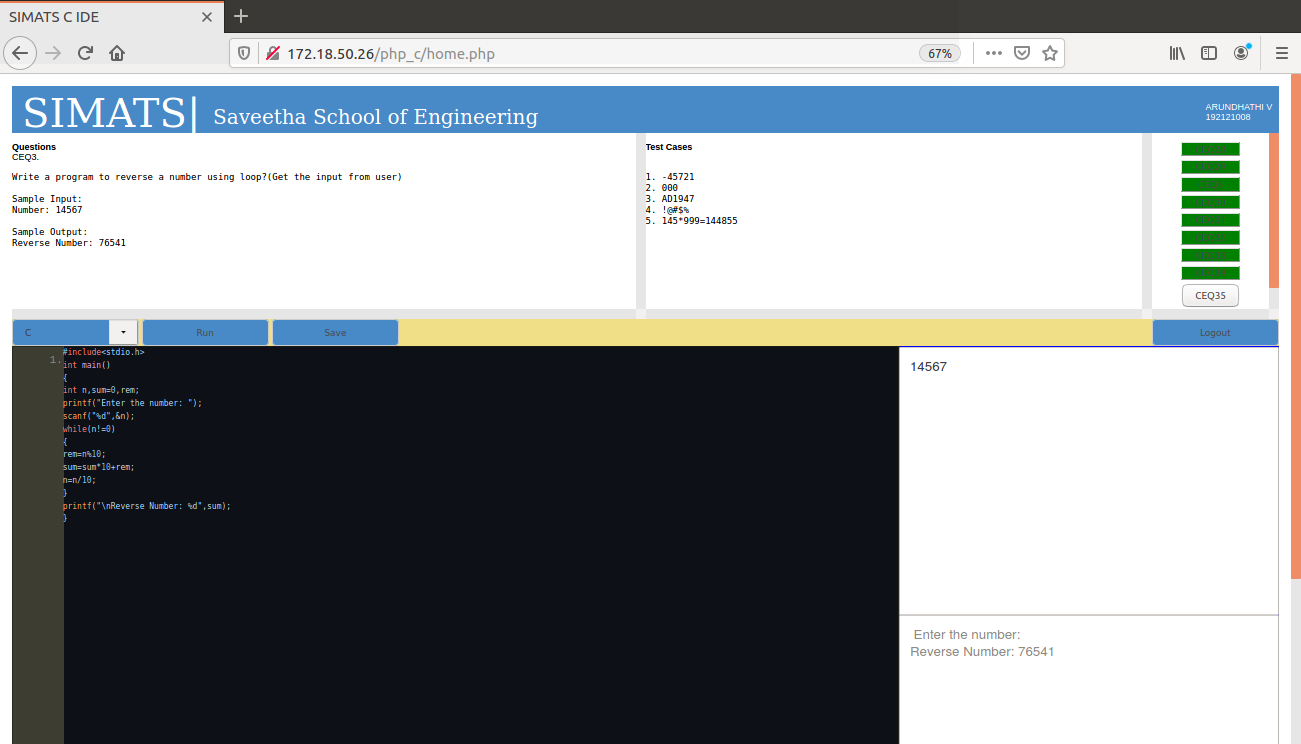 SIMATS C IDE
172.18.50.26/php_c/home.php
67%
SIMATS| Saveetha School of Engineering
ARUNDHATHI V
192121008
Questions
CEQ3.
Write a program to reverse a number using loop?(Get the input from user)
Sample Input:
Number: 14567
Sample Output:
Reverse Number: 76541
Test Cases
1. -45721
2. 000
3. AD1947
4. !@#$%
5. 145*999=144855
CEQ35
C
Run
Save
Logout
1.
#include<stdio.h>
int main()
{
int n,sum=0,rem;
printf("Enter the number: ");
scanf("%d",&n);
while(n!=0)
{
rem=n%10;
sum=sum*10+rem;
n=n/10;
}
printf("\nReverse Number: %d",sum);
}
14567
Enter the number:
Reverse Number: 76541